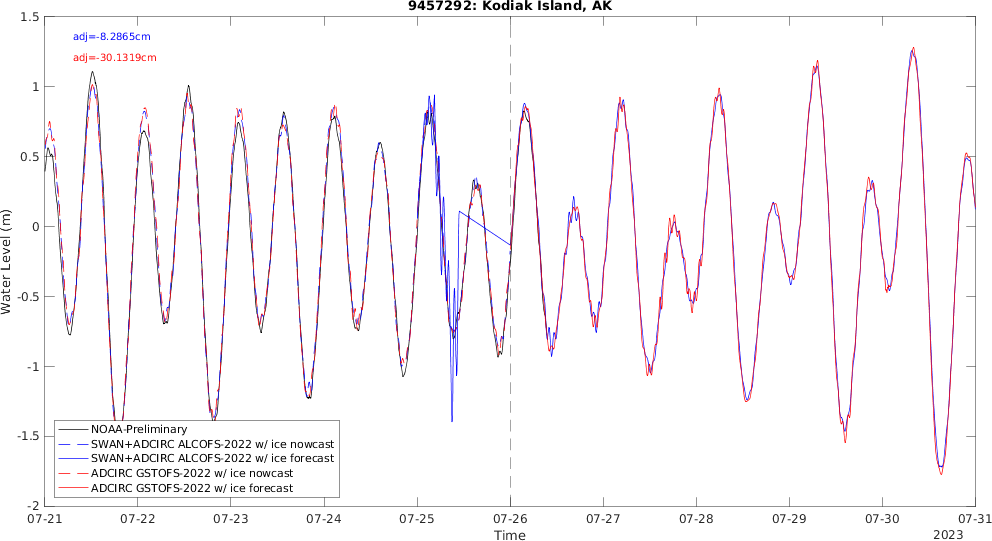 9457292: Kodiak Island, AK
adj=-8.2865cm
adj=-30.1319cm
1.5
1
0.5
0
-0.5
-1
-1.5
-2
Water Level (m)
NOAA-Preliminary
SWAN+ADCIRC ALCOFS-2022 w/ ice nowcast
SWAN+ADCIRC ALCOFS-2022 w/ ice forecast
ADCIRC GSTOFS-2022 w/ ice nowcast
ADCIRC GSTOFS-2022 w/ ice forecast
07-21 07-22 07-23 07-24 07-25 07-26 07-27 07-28 07-29 07-30 07-31
Time
2023